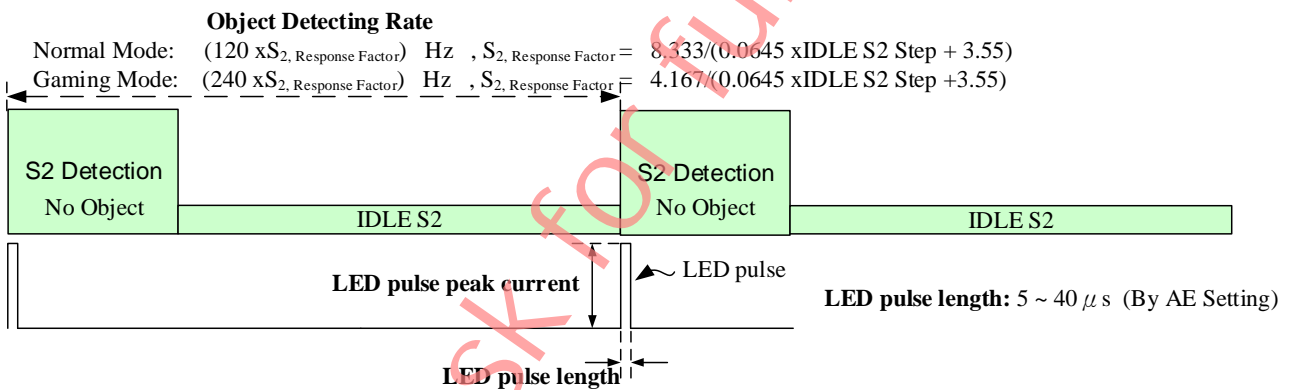 Object Detecting Rate
Normal Mode: (120 xS2, Response Factor) Hz , S2, Response Factor = 8.333/(0.0645 xIDLE S2 Step + 3.55)
Gaming Mode: (240 xS2, Response Factor) Hz , S2, Response Factor = 4.167/(0.0645 xIDLE S2 Step +3.55)
S2 Detection
No Object
IDLE S2
S2 Detection
No Object
IDLE S2
LED pulse peak current
LED pulse
LED pulse length: 5 ~ 40 μ s (By AE Setting)
LED pulse length
sk for fu